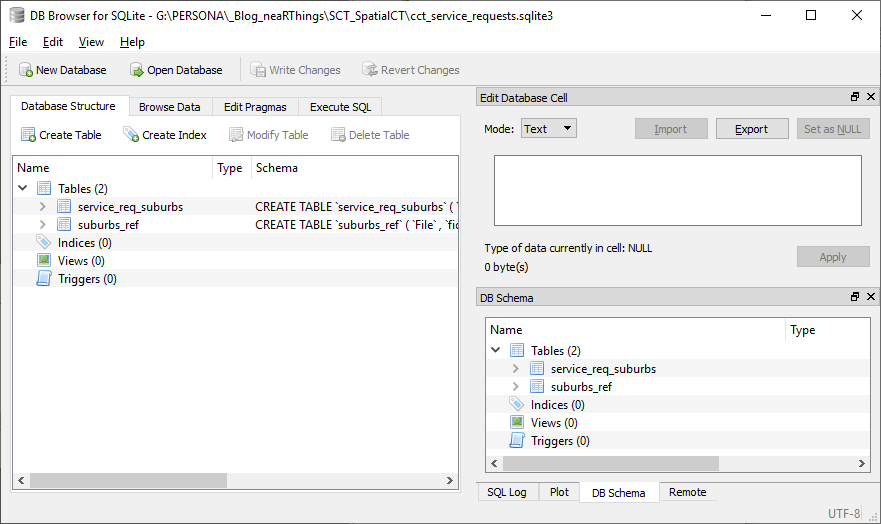 DB Browser for SQLite - G:\PERSONA\_Blog_neaRThings\SCT_SpatialCT\cct_service_requests.sqlite3
File Edit View Help
New Database Open Database Write Changes Revert Changes
Database Structure Browse Data Edit Pragmas Execute SQL
Create Table Create Index Modify Table Delete Table
Name Type Schema
Tables (2)
service_req_suburbs CREATE TABLE `service_req_suburbs` ( `
suburbs_ref CREATE TABLE `suburbs_ref` ( `File`, `fid
Indices (0)
Views (0)
Triggers (0)
Edit Database Cell
Mode: Text Import Export Set as NULL
Type of data currently in cell: NULL
0 byte(s)
Apply
DB Schema
Name Type
Tables (2)
service_req_suburbs
suburbs_ref
Indices (0)
Views (0)
Triggers (0)
SQL Log Plot DB Schema Remote
UTF-8